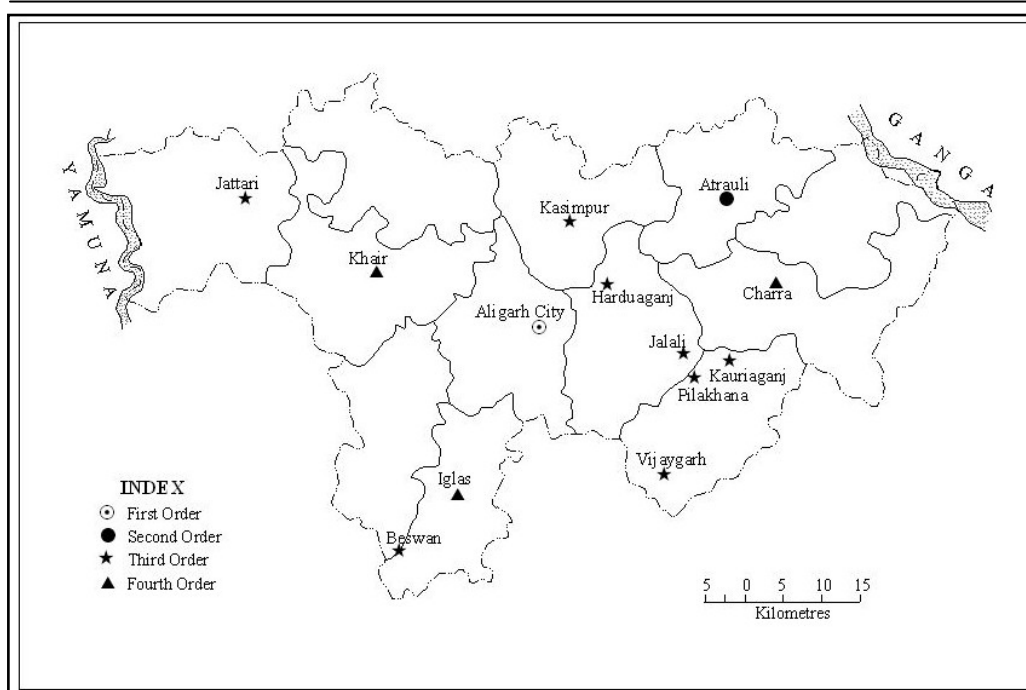 GANGA
YAMUNA
Jattari
Atrauli
Kasimpur
Khair
Harduaganj
Charra
Aligarh City
Jalali
Kauriaganj
Pilakhana
Vijaygarh
Iglas
Beswan
INDEX
First Order
Second Order
Third Order
Fourth Order
5 0 5 10 15
Kilometres